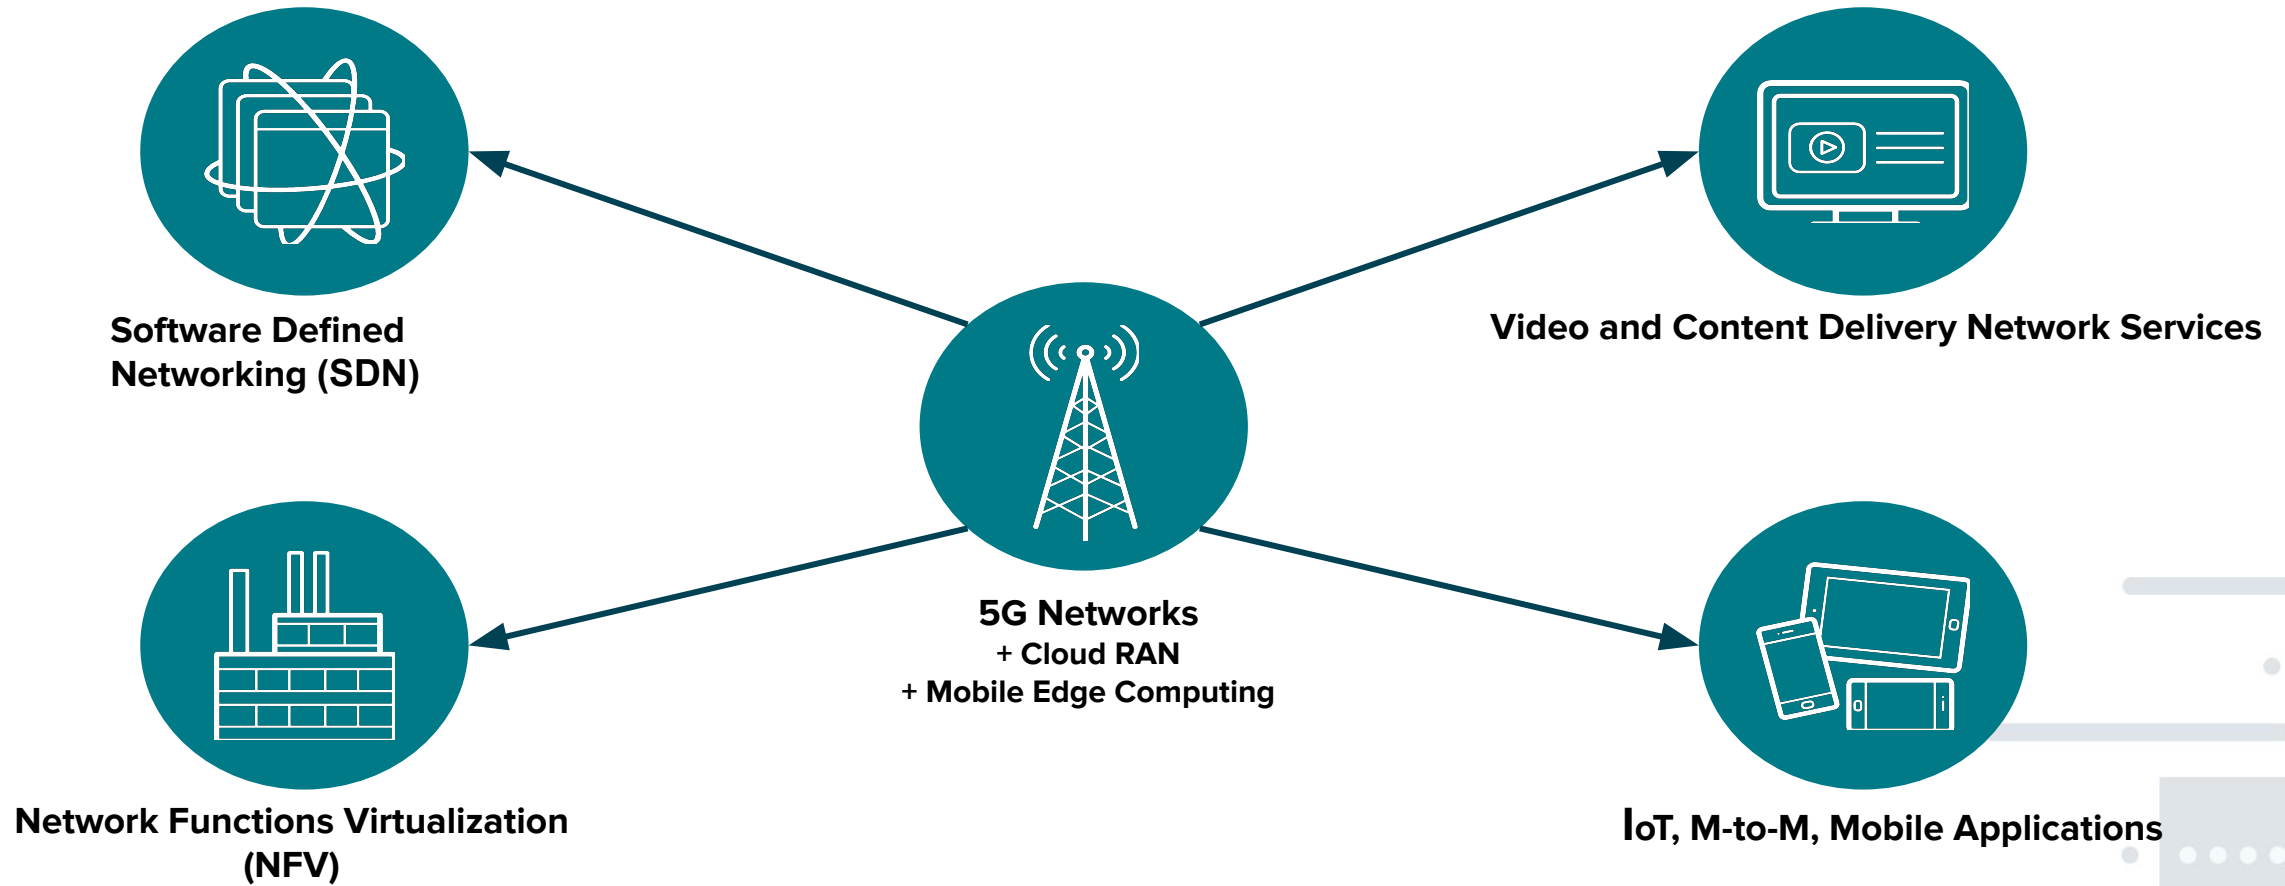 Software Defined
Networking (SDN)
Video and Content Delivery Network Services
5G Networks
+ Cloud RAN
+ Mobile Edge Computing
Network Functions Virtualization
(NFV)
IoT, M-to-M, Mobile Applications